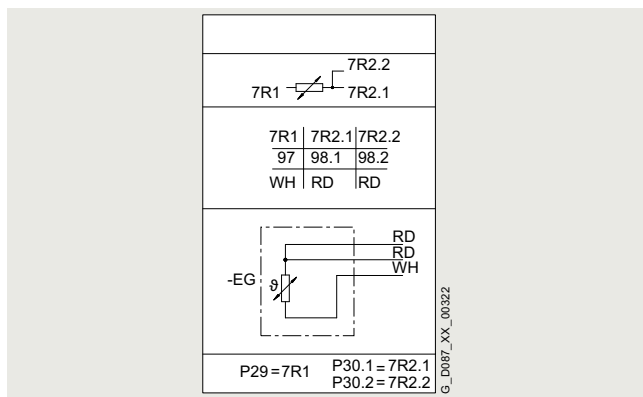 7R2.2
7R1 7R2.1
7R1 7R2.1 7R2.2
97 98.1 98.2
WH RD RD
RD
RD
WH
-EG ϑ
P29=7R1 P30.1=7R2.1
P30.2=7R2.2
G_D087_XX_00322